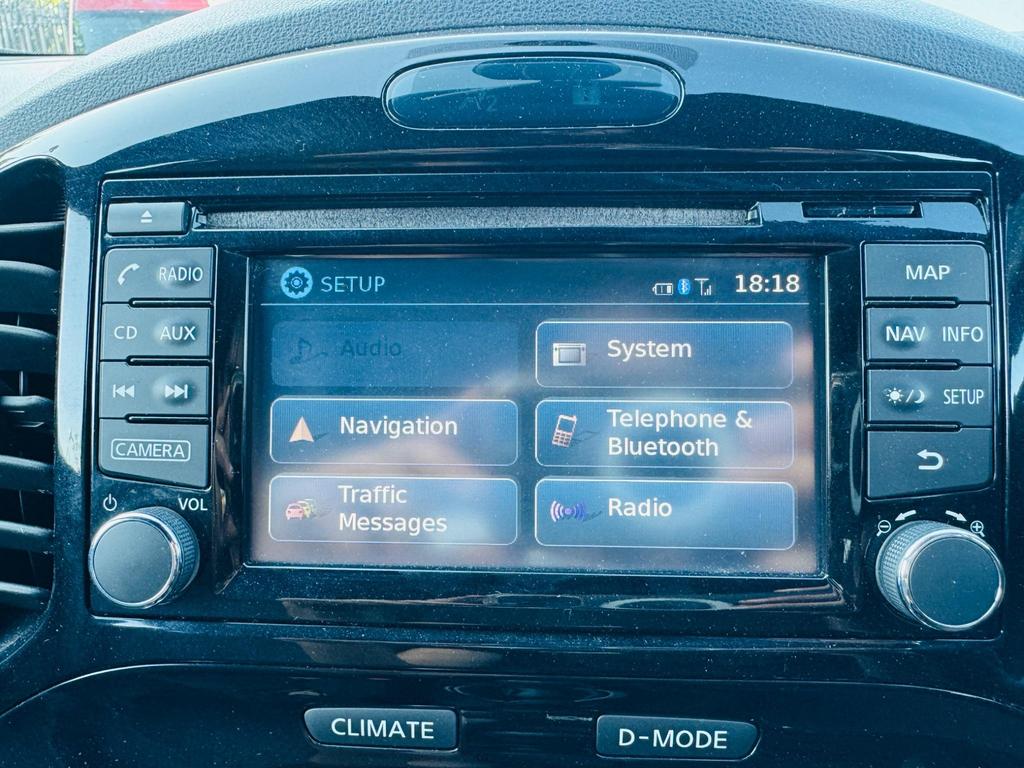 RADIO
CD AUX
CAMERA
VOL
SETUP 18:18
Audio
System
Navigation
Telephone &
Bluetooth
Traffic
Messages
Radio
MAP
NAV INFO
SETUP
CLIMATE
D-MODE